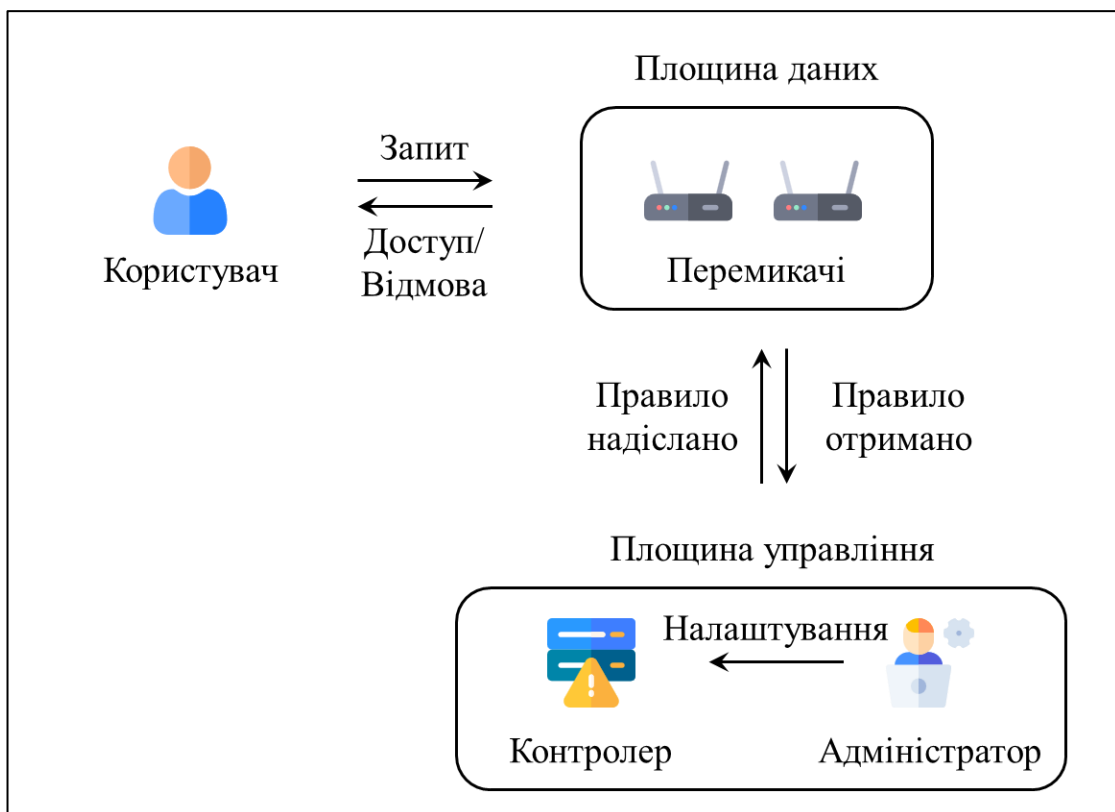 Площина даних
Запит
Доступ/
Відмова
Користувач
Перемикачі
Правило
надіслано
Правило
отримано
Площина управління
Налаштування
Контролер
Адміністратор